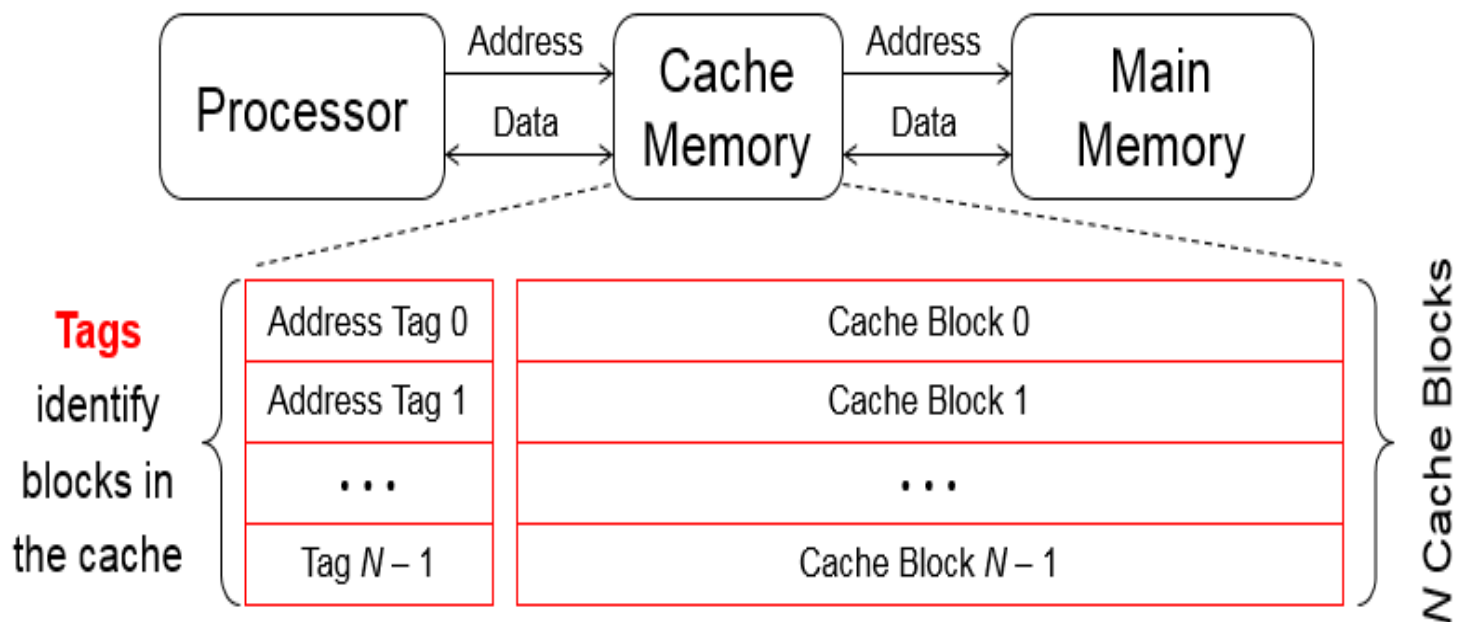 Processor
Address
Data
Cache
Memory
Address
Data
Main
Memory
Tags
identify
blocks in
the cache
Address Tag 0
Cache Block 0
Address Tag 1
Cache Block 1
• • •
• • •
Tag N – 1
Cache Block N – 1
N Cache Blocks